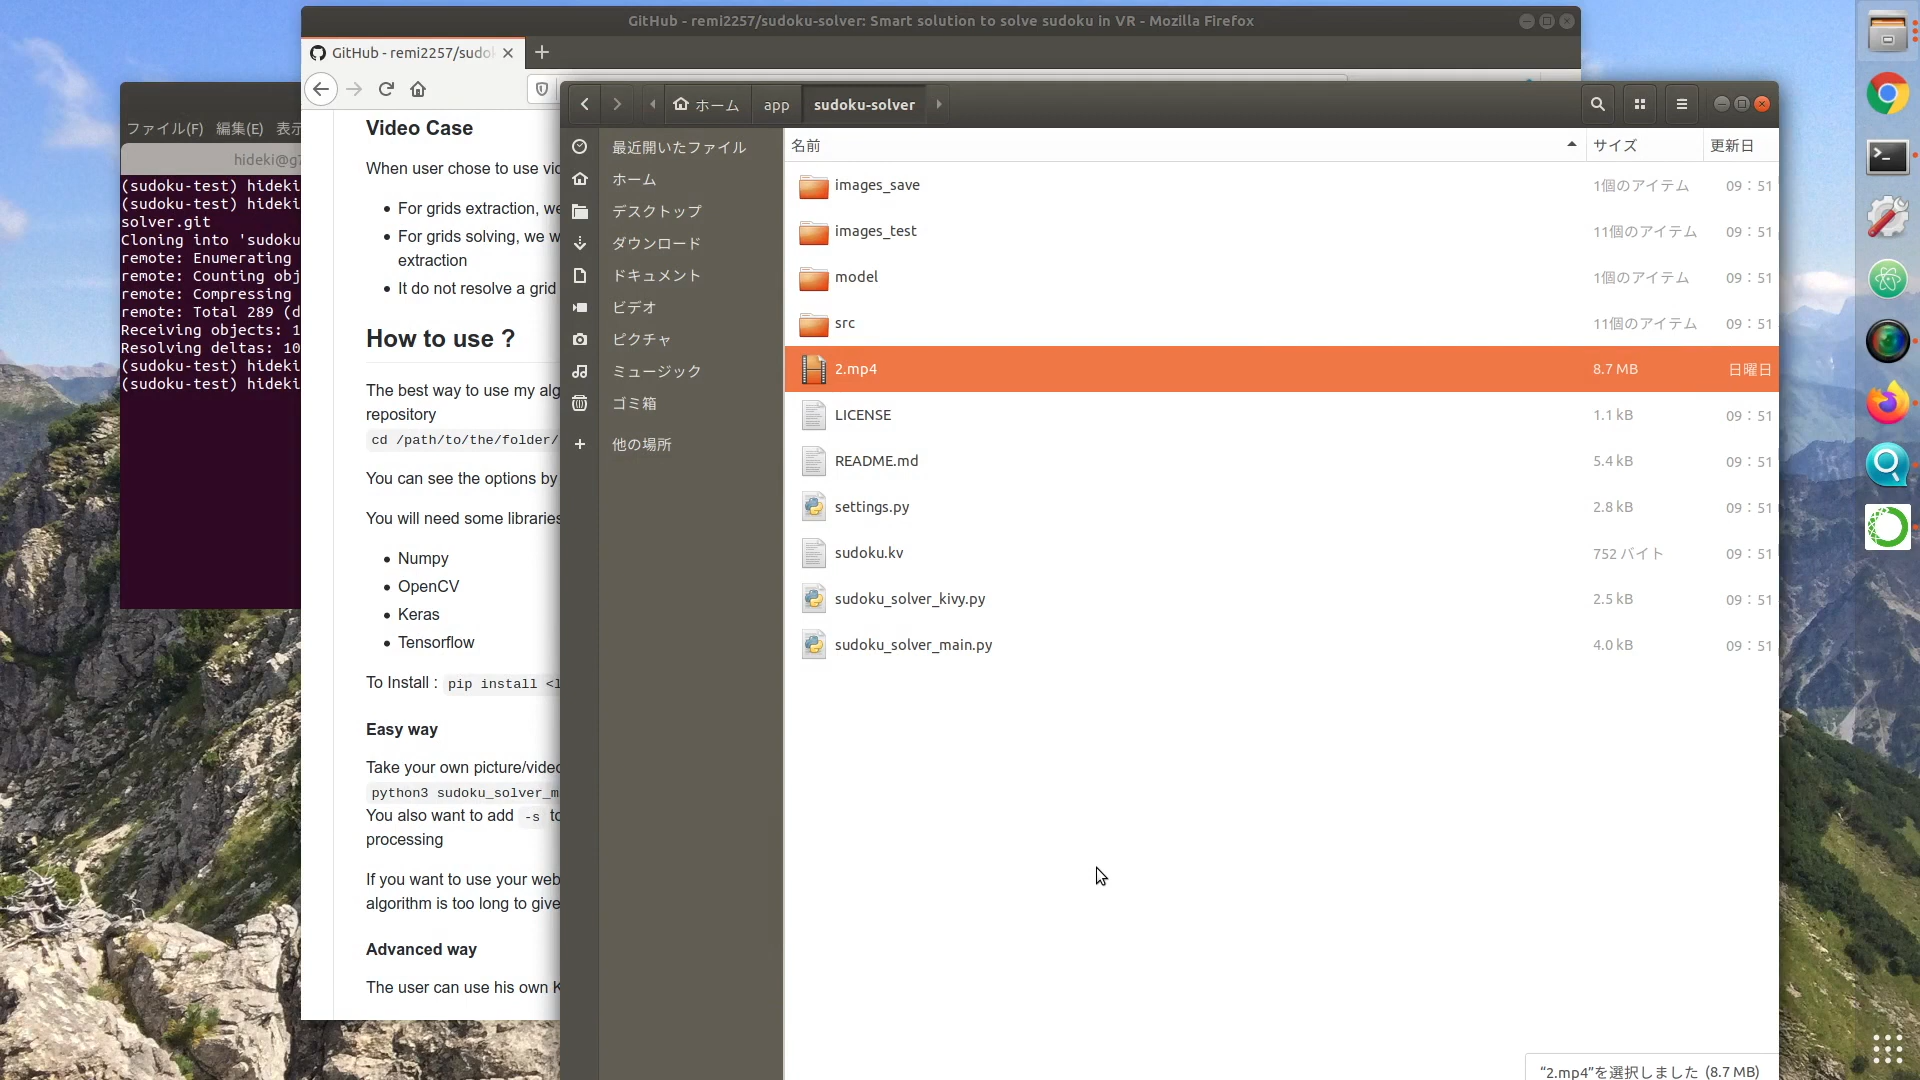 GitHub - remi2257/sudoku-solver: Smart solution to solve sudoku in VR - Mozilla Firefox
GitHub - remi2257/sudo
ファイル(F) 編集(E) 表示
hideki@g7
(sudoku-test) hideki
(sudoku-test) hideki
solver.git
Cloning into 'sudoku
remote: Enumerating
remote: Counting obj
remote: Compressing
remote: Total 289 (d
Receiving objects: 1
Resolving deltas: 10
(sudoku-test) hideki
(sudoku-test) hideki
Video Case
When user chose to use vid
For grids extraction, we
For grids solving, we w
extraction
It do not resolve a grid
How to use ?
The best way to use my alg
repository
cd /path/to/the/folder/
You can see the options by
You will need some libraries
Numpy
OpenCV
Keras
Tensorflow
To Install : pip install <l
Easy way
Take your own picture/video
python3 sudoku_solver_m
You also want to add -s to
processing
If you want to use your web
algorithm is too long to give
Advanced way
The user can use his own K
ホーム app sudoku-solver
最近開いたファイル
ホーム
デスクトップ
ダウンロード
ドキュメント
ビデオ
ピクチャ
ミュージック
ゴミ箱
他の場所
名前 サイズ 更新日
images_save 1個のアイテム 09：51
images_test 11個のアイテム 09：51
model 1個のアイテム 09：51
src 11個のアイテム 09：51
2.mp4 8.7 MB 日曜日
LICENSE 1.1 kB 09：51
README.md 5.4 kB 09：51
settings.py 2.8 kB 09：51
sudoku.kv 752 バイト 09：51
sudoku_solver_kivy.py 2.5 kB 09：51
sudoku_solver_main.py 4.0 kB 09：51
“2.mp4”を選択しました (8.7 MB)